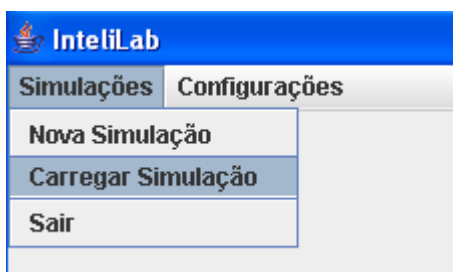 InteliLab
Simulações Configurações
Nova Simulação
Carregar Simulação
Sair